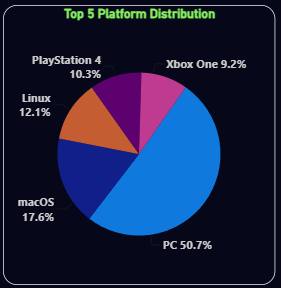 Top 5 Platform Distribution
PlayStation 4
10.3%
Xbox One 9.2%
Linux
12.1%
macOS
17.6%
PC 50.7%